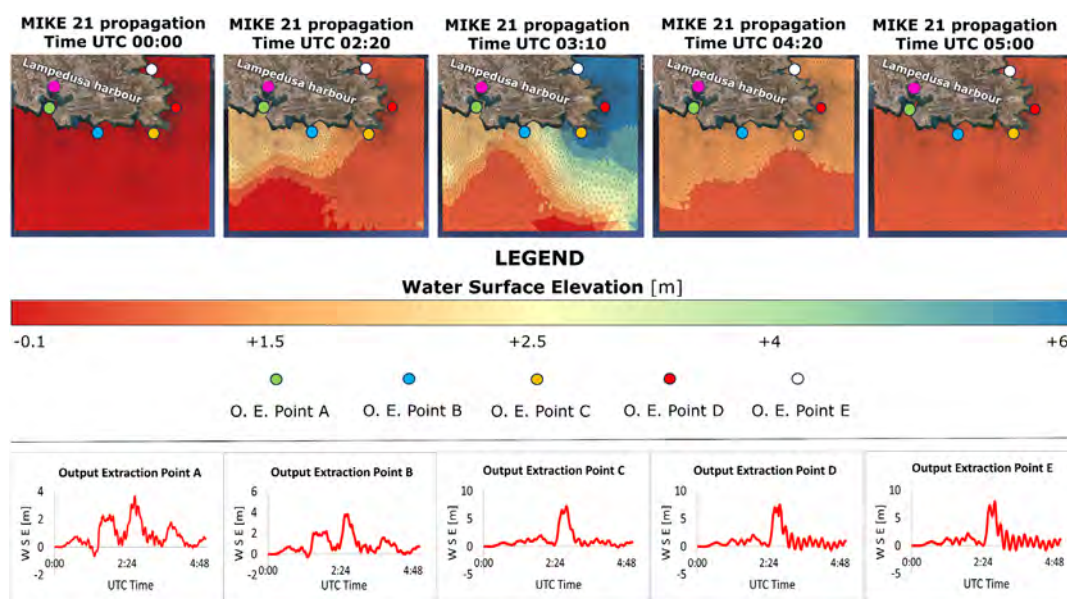 MIKE 21 propagation
Time UTC 00:00
MIKE 21 propagation
Time UTC 02:20
MIKE 21 propagation
Time UTC 03:10
MIKE 21 propagation
Time UTC 04:20
MIKE 21 propagation
Time UTC 05:00
Lampedusa harbour
Lampedusa harbour
Lampedusa harbour
Lampedusa harbour
Lampedusa harbour
LEGEND
Water Surface Elevation [m]
-0.1 +1.5 +2.5 +4 +6
O. E. Point A O. E. Point B O. E. Point C O. E. Point D O. E. Point E
Output Extraction Point A
W S E [m]
4
2
0
-2
0:00 2:24 4:48
UTC Time
Output Extraction Point B
W S E [m]
6
4
2
0
-2
0:00 2:24 4:48
UTC Time
Output Extraction Point C
W S E [m]
10
5
0
-5
0:00 2:24 4:48
UTC Time
Output Extraction Point D
W S E [m]
10
5
0
-5
0:00 2:24 4:48
UTC Time
Output Extraction Point E
W S E [m]
10
5
0
-5
0:00 2:24 4:48
UTC Time